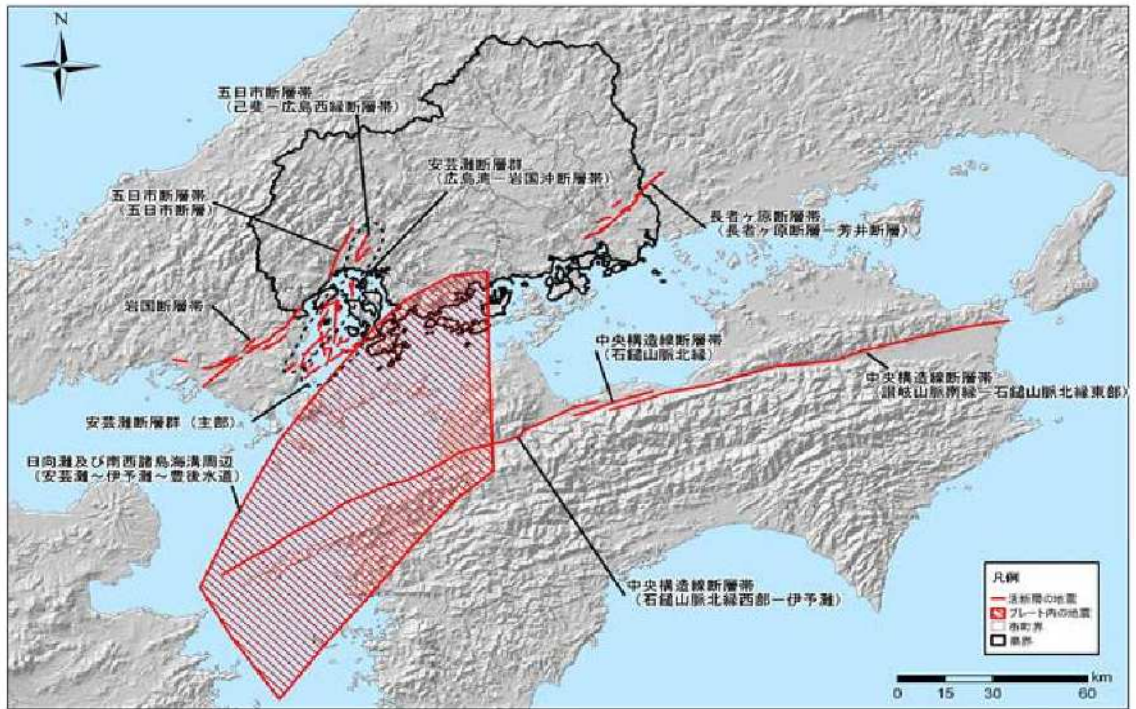 N
五日市断層帯
（己斐－広島西縁断層帯）
安芸灘断層群
（広島湾－岩国沖断層帯）
五日市断層帯
（五日市断層）
長者ヶ原断層帯
（長者ヶ原断層－芳井断層）
岩国断層帯
中央構造線断層帯
（石鎚山脈北縁）
中央構造線断層帯
（讃岐山脈南縁－石鎚山脈北縁東部）
安芸灘断層群（主部）
日向灘及び南西諸島海溝周辺
（安芸灘～伊予灘～豊後水道）
中央構造線断層帯
（石鎚山脈北縁西部－伊予灘）
凡例
活断層の地震
プレート内の地震
市町界
県界
km
0 15 30 60